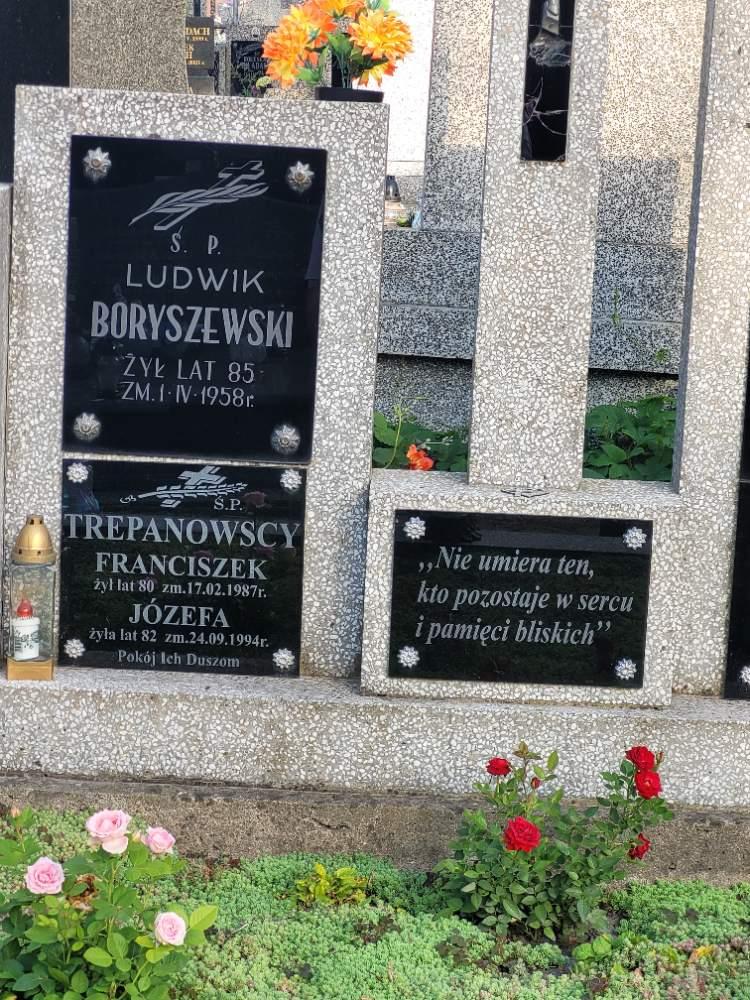 Ś. P.
LUDWIK
BORYSZEWSKI
ŻYŁ LAT 85
ZM. 1·IV·1958r.
Ś.P.
TREPANOWSCY
FRANCISZEK
żył lat 80 zm.17.02.1987r.
JÓZEFA
żyła lat 82 zm.24.09.1994r.
Pokój Ich Duszom
,,Nie umiera ten,
kto pozostaje w sercu
i pamięci bliskich"